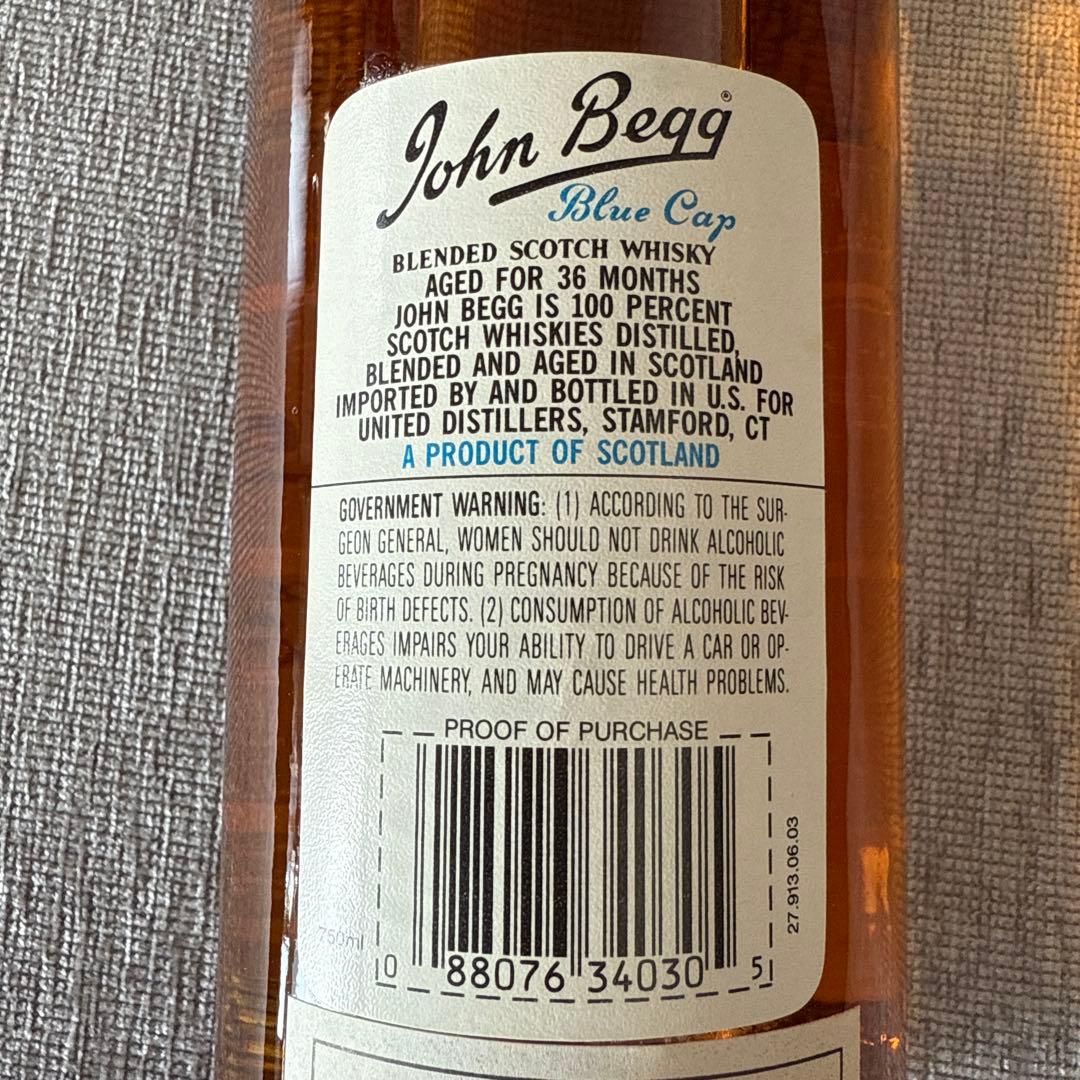 John Begg®
Blue Cap
BLENDED SCOTCH WHISKY
AGED FOR 36 MONTHS
JOHN BEGG IS 100 PERCENT
SCOTCH WHISKIES DISTILLED,
BLENDED AND AGED IN SCOTLAND
IMPORTED BY AND BOTTLED IN U.S. FOR
UNITED DISTILLERS, STAMFORD, CT
A PRODUCT OF SCOTLAND
GOVERNMENT WARNING: (1) ACCORDING TO THE SUR-
GEON GENERAL, WOMEN SHOULD NOT DRINK ALCOHOLIC
BEVERAGES DURING PREGNANCY BECAUSE OF THE RISK
OF BIRTH DEFECTS. (2) CONSUMPTION OF ALCOHOLIC BEV-
ERAGES IMPAIRS YOUR ABILITY TO DRIVE A CAR OR OP-
ERATE MACHINERY, AND MAY CAUSE HEALTH PROBLEMS.
PROOF OF PURCHASE
27.913.06.03
750ml
0 88076 34030 5